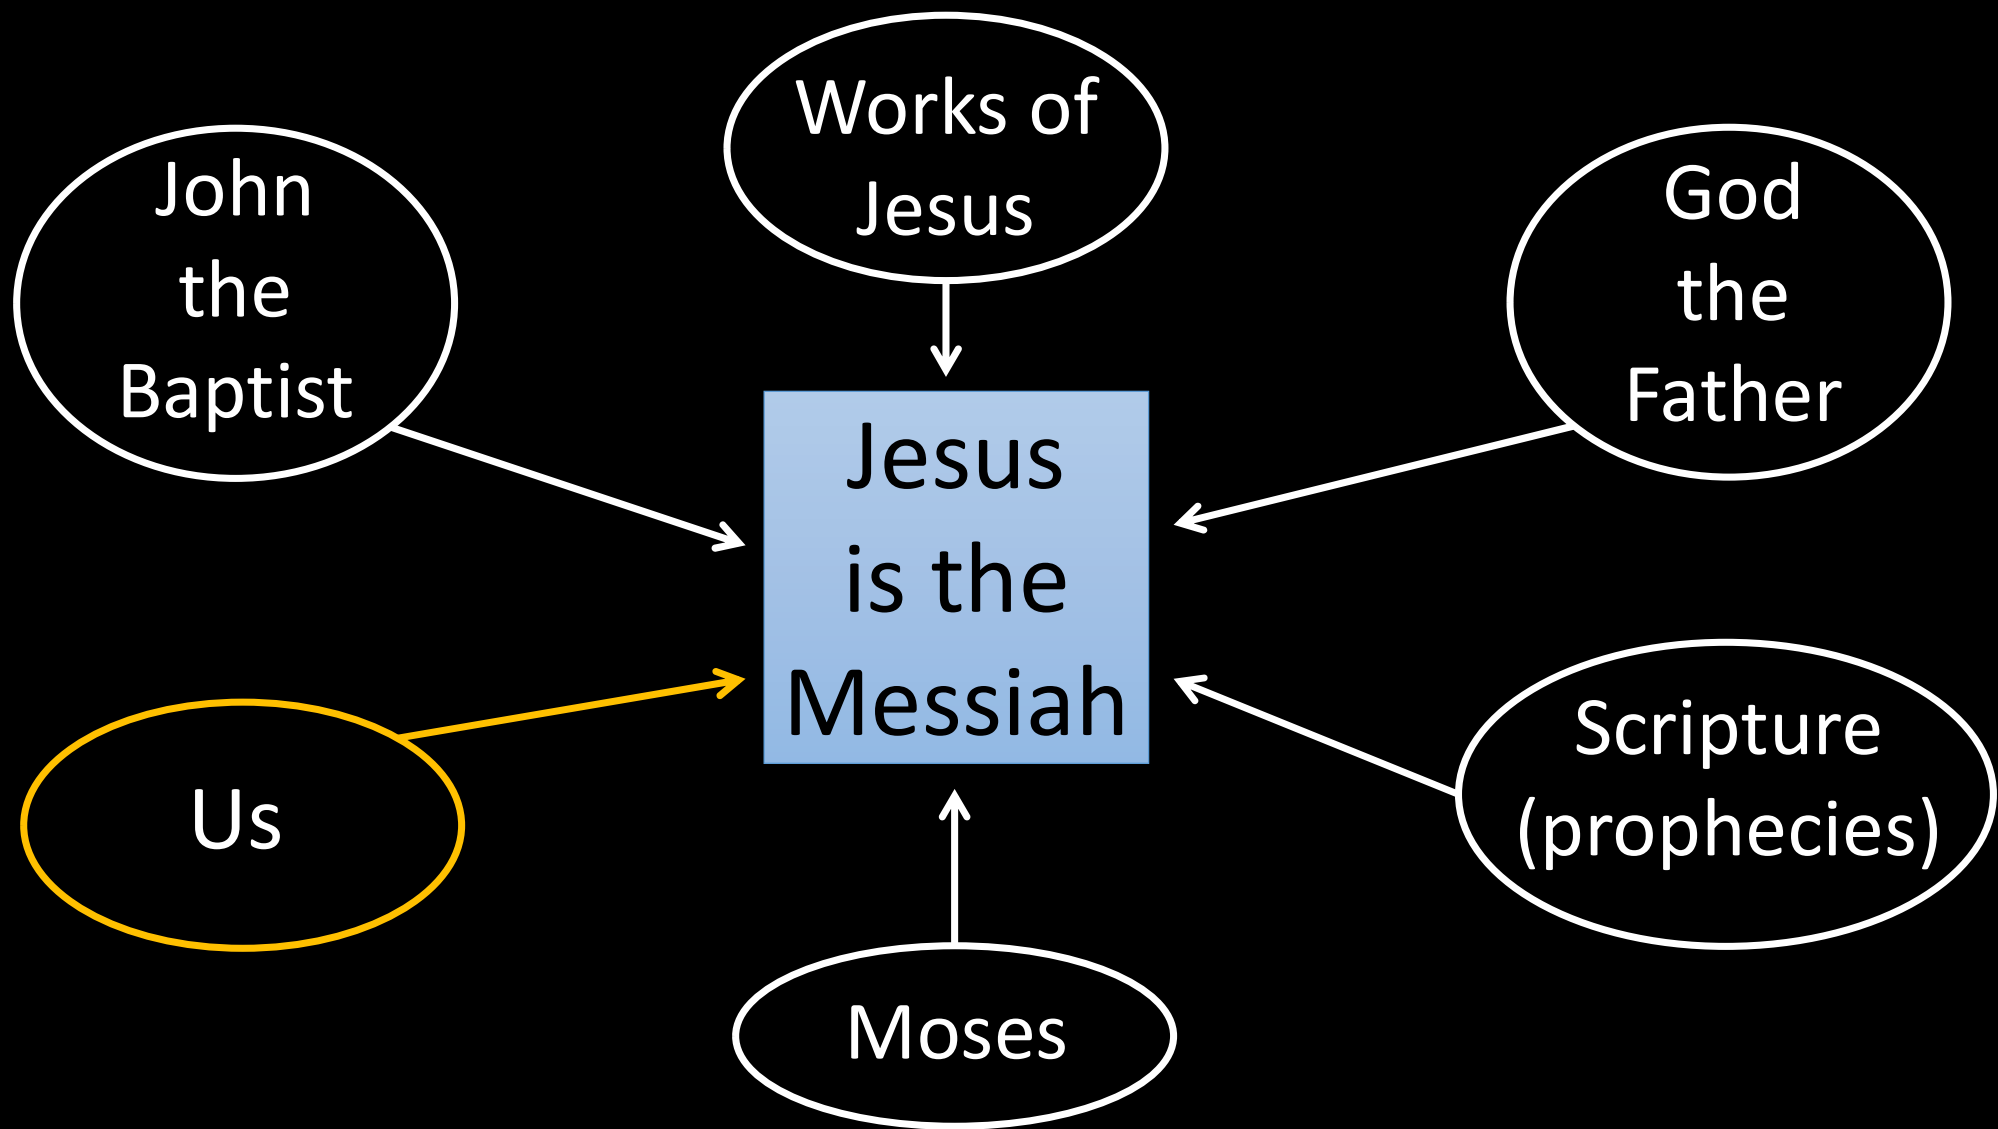 Works of
Jesus
John
the
Baptist
God
the
Father
Jesus
is the
Messiah
Us
Scripture
(prophecies)
Moses